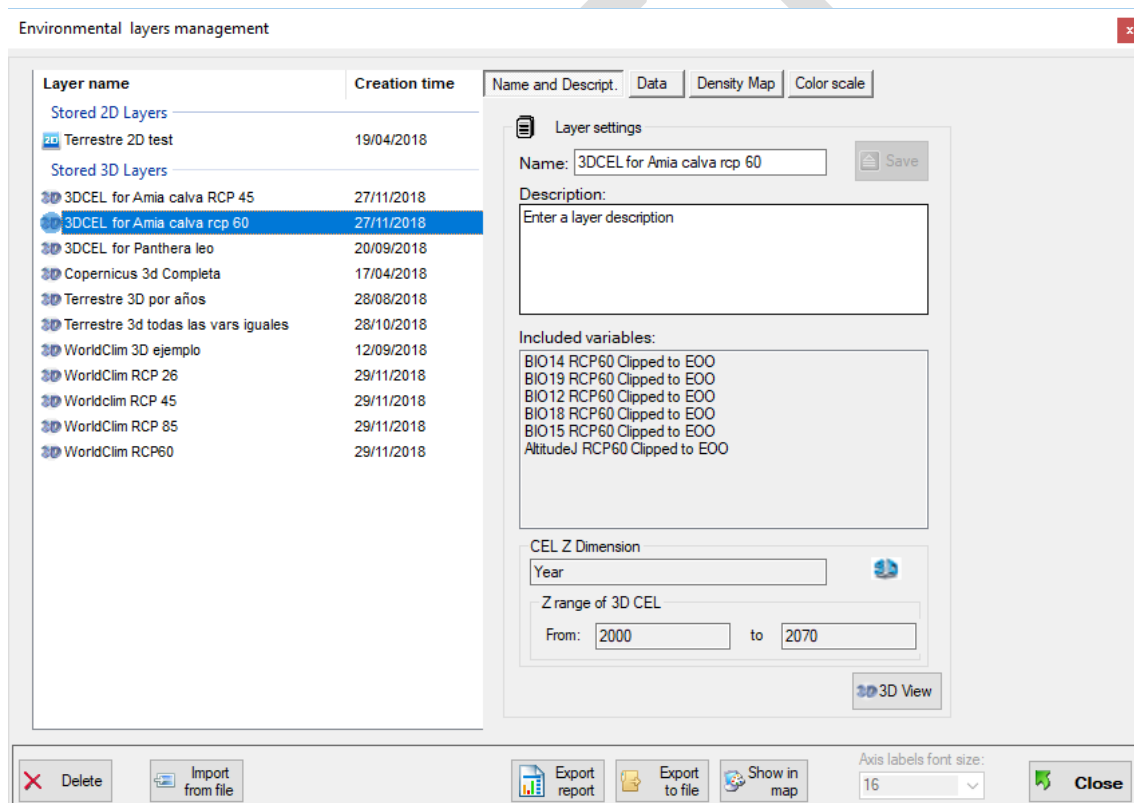 Environmental layers management
x
Layer name Creation time
Stored 2D Layers
2D Terrestre 2D test 19/04/2018
Stored 3D Layers
3D 3DCEL for Amia calva RCP 45 27/11/2018
3D 3DCEL for Amia calva rcp 60 27/11/2018
3D 3DCEL for Panthera leo 20/09/2018
3D Copernicus 3d Completa 17/04/2018
3D Terrestre 3D por años 28/08/2018
3D Terrestre 3d todas las vars iguales 28/10/2018
3D WorldClim 3D ejemplo 12/09/2018
3D WorldClim RCP 26 29/11/2018
3D Worldclim RCP 45 29/11/2018
3D WorldClim RCP 85 29/11/2018
3D WorldClim RCP60 29/11/2018
Name and Descript. Data Density Map Color scale
Layer settings
Name: 3DCEL for Amia calva rcp 60 Save
Description:
Enter a layer description
Included variables:
BIO14 RCP60 Clipped to EOO
BIO19 RCP60 Clipped to EOO
BIO12 RCP60 Clipped to EOO
BIO18 RCP60 Clipped to EOO
BIO15 RCP60 Clipped to EOO
AltitudeJ RCP60 Clipped to EOO
CEL Z Dimension
Year 3D
Z range of 3D CEL
From: 2000 to 2070
3D 3D View
Delete
Import
from file
Export
report
Export
to file
Show in
map
Axis labels font size:
16
Close